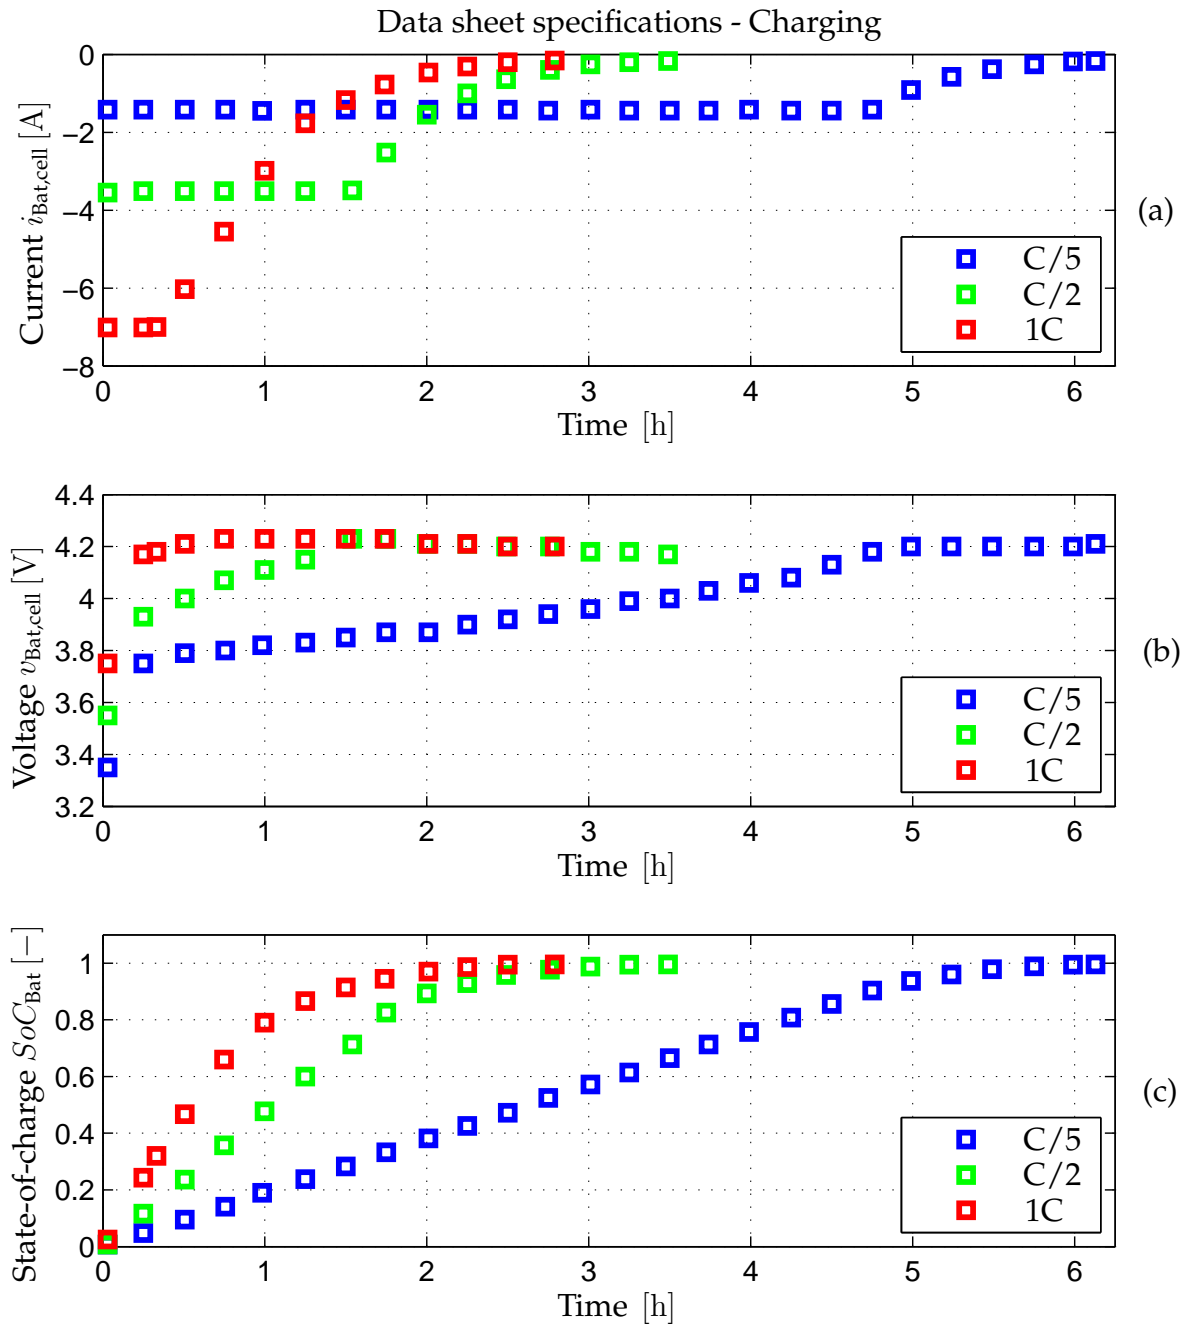 Data sheet specifications - Charging
Current i_Bat,cell [A]
0
−2
−4
−6
−8
0 1 2 3 4 5 6
Time [h]
C/5
C/2
1C
(a)
Voltage v_Bat,cell [V]
4.4
4.2
4
3.8
3.6
3.4
3.2
0 1 2 3 4 5 6
Time [h]
C/5
C/2
1C
(b)
State-of-charge SoC_Bat [−]
1
0.8
0.6
0.4
0.2
0
0 1 2 3 4 5 6
Time [h]
C/5
C/2
1C
(c)